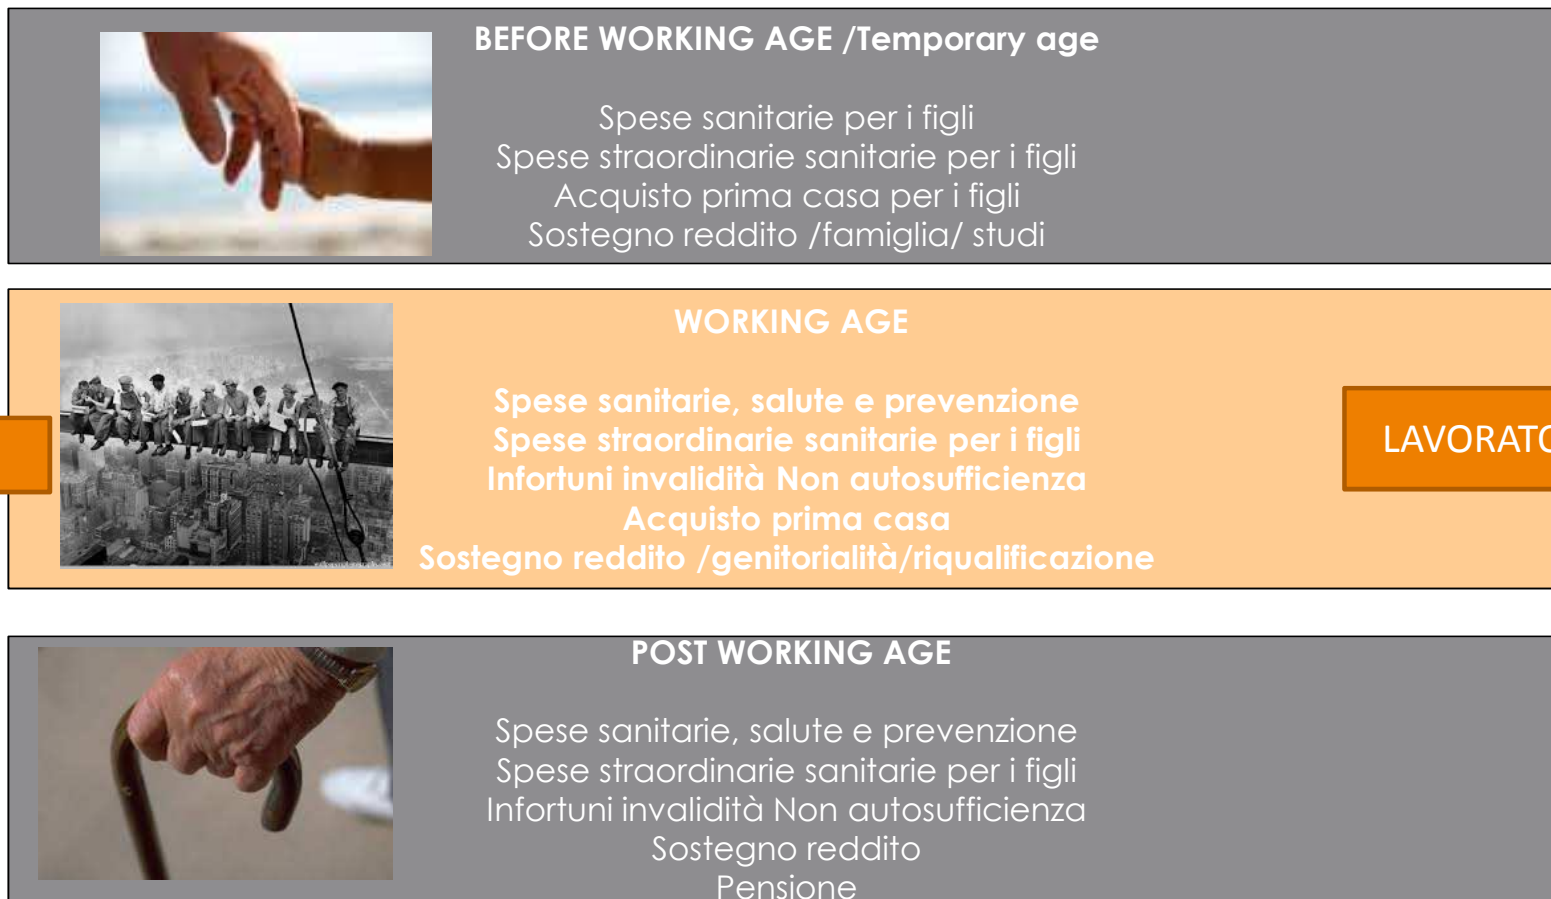 BEFORE WORKING AGE /Temporary age
Spese sanitarie per i figli
Spese straordinarie sanitarie per i figli
Acquisto prima casa per i figli
Sostegno reddito /famiglia/ studi
WORKING AGE
Spese sanitarie, salute e prevenzione
Spese straordinarie sanitarie per i figli
Infortuni invalidità Non autosufficienza
Acquisto prima casa
Sostegno reddito /genitorialità/riqualificazione
LAVORATO
POST WORKING AGE
Spese sanitarie, salute e prevenzione
Spese straordinarie sanitarie per i figli
Infortuni invalidità Non autosufficienza
Sostegno reddito
Pensione